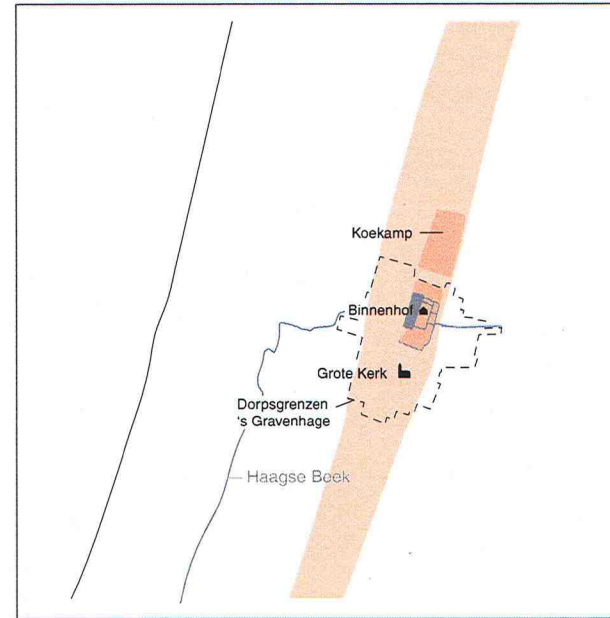 Koekamp
Binnenhof
Grote Kerk
Dorpsgrenzen
's Gravenhage
Haagse Beek